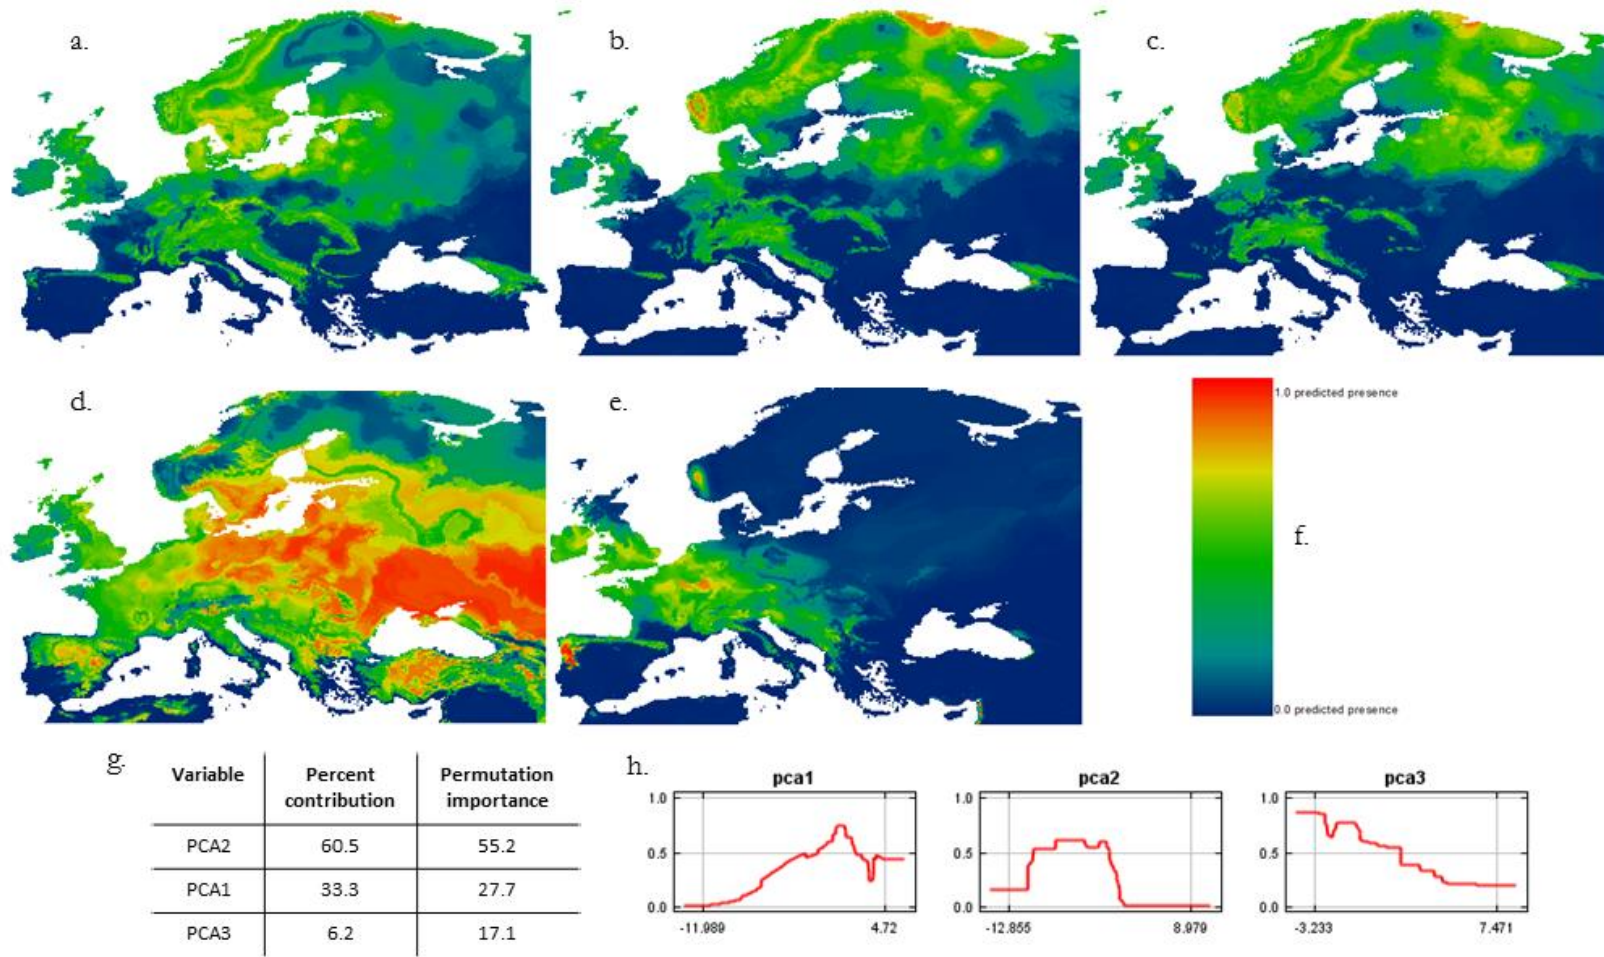 a.
b.
c.
d.
e.
1.0 predicted presence
f.
0.0 predicted presence
g.
Variable Percent contribution Permutation importance
PCA2 60.5 55.2
PCA1 33.3 27.7
PCA3 6.2 17.1
h.
pca1
1.0
0.5
0.0
-11.989 4.72
pca2
1.0
0.5
0.0
-12.855 8.979
pca3
1.0
0.5
0.0
-3.233 7.471